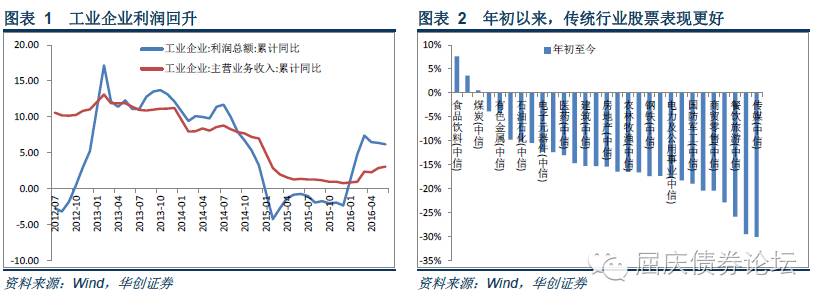 图表 1 工业企业利润回升
20.00
15.00
10.00
5.00
0.00
-5.00
-10.00
工业企业:利润总额:累计同比
工业企业:主营业务收入:累计同比
2012-07
2012-10
2013-01
2013-04
2013-07
2013-10
2014-01
2014-04
2014-07
2014-10
2015-01
2015-04
2015-07
2015-10
2016-01
2016-04
资料来源:Wind,华创证券
图表 2 年初以来,传统行业股票表现更好
10%
5%
0%
-5%
-10%
-15%
-20%
-25%
-30%
-35%
年初至今
食品饮料(中信)
煤炭(中信)
有色金属(中信)
石油石化(中信)
电子元器件(中信)
医药(中信)
建筑(中信)
房地产(中信)
农林牧渔(中信)
钢铁(中信)
电力及公用事业(中信)
国防军工(中信)
商贸零售(中信)
餐饮旅游(中信)
传媒(中信)
资料来源:Wind,华创证券
屈庆债券论坛